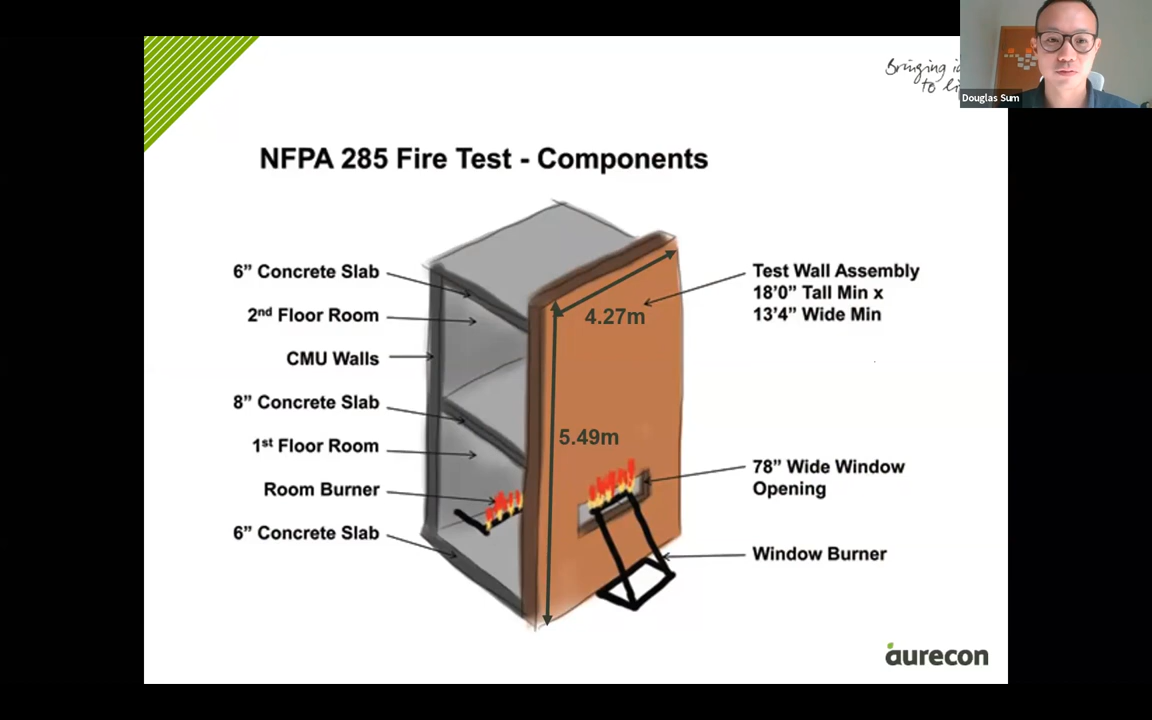 Bringing
to
Douglas Sum
NFPA 285 Fire Test - Components
6” Concrete Slab
2nd Floor Room
CMU Walls
8” Concrete Slab
1st Floor Room
Room Burner
6” Concrete Slab
4.27m
5.49m
Test Wall Assembly
18’0” Tall Min x
13’4” Wide Min
78” Wide Window
Opening
Window Burner
aurecon